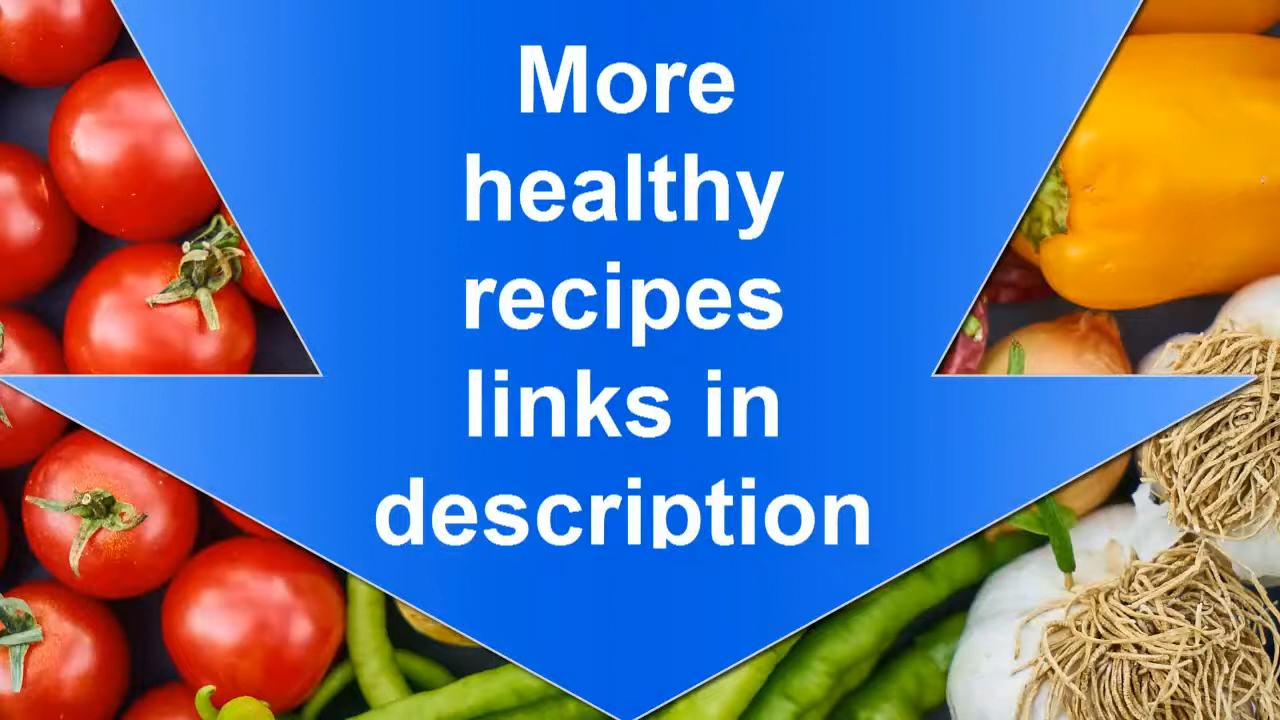 More
healthy
recipes
links in
description